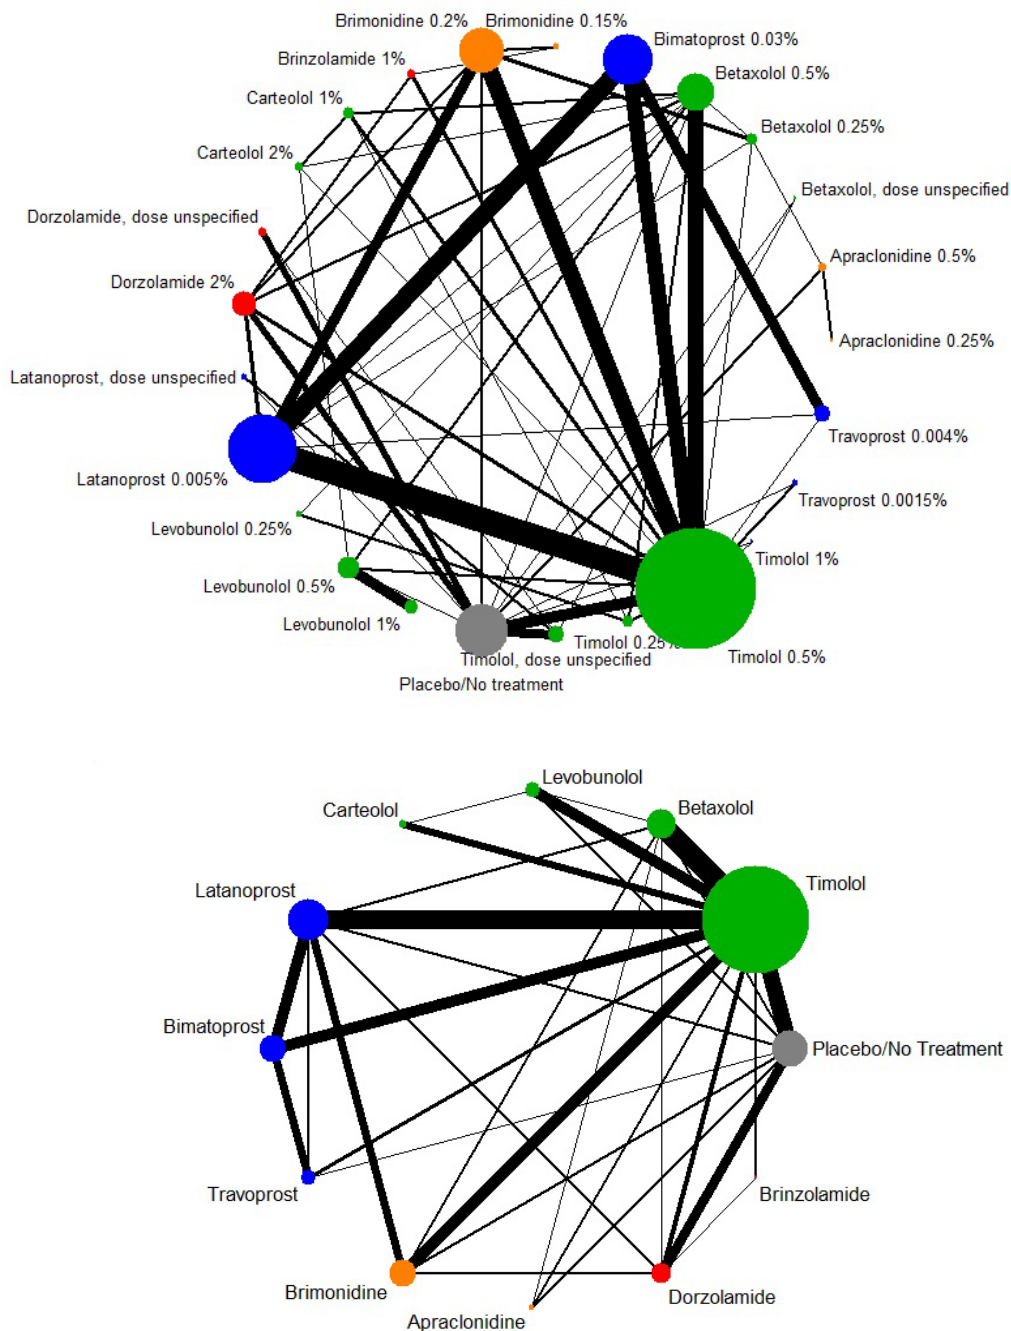 Brimonidine 0.2%
Brimonidine 0.15%
Bimatoprost 0.03%
Brinzolamide 1%
Betaxolol 0.5%
Carteolol 1%
Betaxolol 0.25%
Carteolol 2%
Betaxolol, dose unspecified
Dorzolamide, dose unspecified
Apraclonidine 0.5%
Dorzolamide 2%
Apraclonidine 0.25%
Latanoprost, dose unspecified
Travoprost 0.004%
Latanoprost 0.005%
Travoprost 0.0015%
Levobunolol 0.25%
Timolol 1%
Levobunolol 0.5%
Levobunolol 1%
Timolol 0.25%
Timolol 0.5%
Timolol, dose unspecified
Placebo/No treatment
Levobunolol
Betaxolol
Carteolol
Timolol
Latanoprost
Bimatoprost
Placebo/No Treatment
Travoprost
Brinzolamide
Brimonidine
Dorzolamide
Apraclonidine